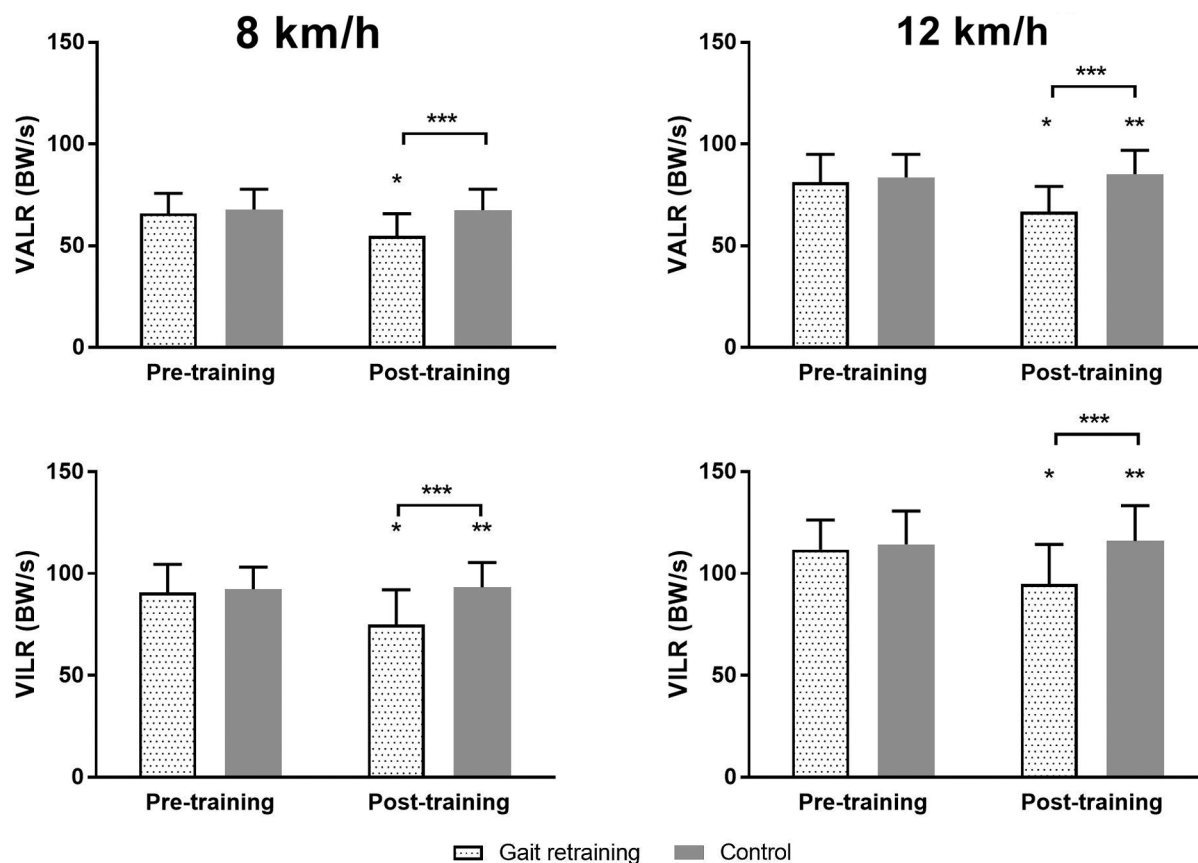 8 km/h
150
100
50
0
VALR (BW/s)
***
*
Pre-training
Post-training
12 km/h
150
100
50
0
VALR (BW/s)
***
*
**
Pre-training
Post-training
150
100
50
0
VILR (BW/s)
***
*
**
Pre-training
Post-training
150
100
50
0
VILR (BW/s)
***
*
**
Pre-training
Post-training
Gait retraining
Control